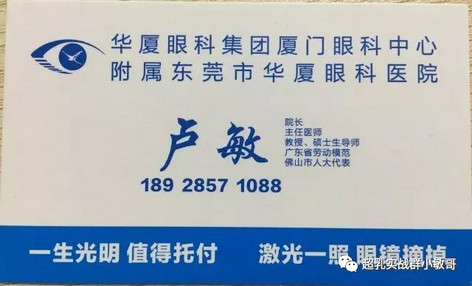 华厦眼科集团厦门眼科中心
附属东莞市华厦眼科医院
卢敏
院长
主任医师
教授、硕士生导师
广东省劳动模范
佛山市人大代表
189 2857 1088
一生光明 值得托付 激光一照 眼镜摘掉
超乳实战群小敏哥